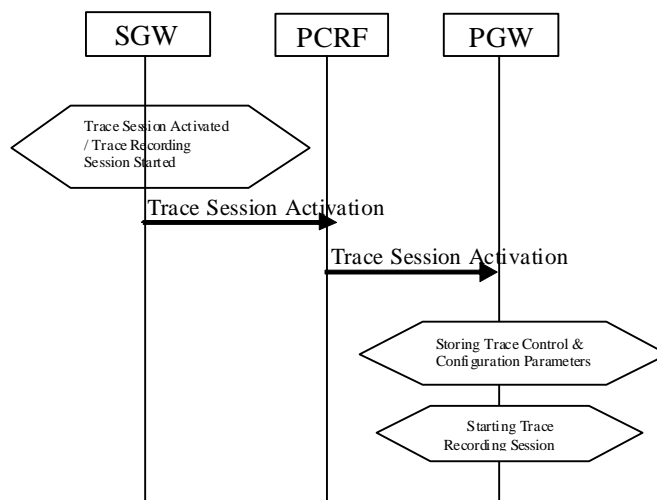 SGW
PCRF
PGW
Trace Session Activated
/ Trace Recording
Session Started
Trace Session Activation
Trace Session Activation
Storing Trace Control &
Configuration Parameters
Starting Trace
Recording Session